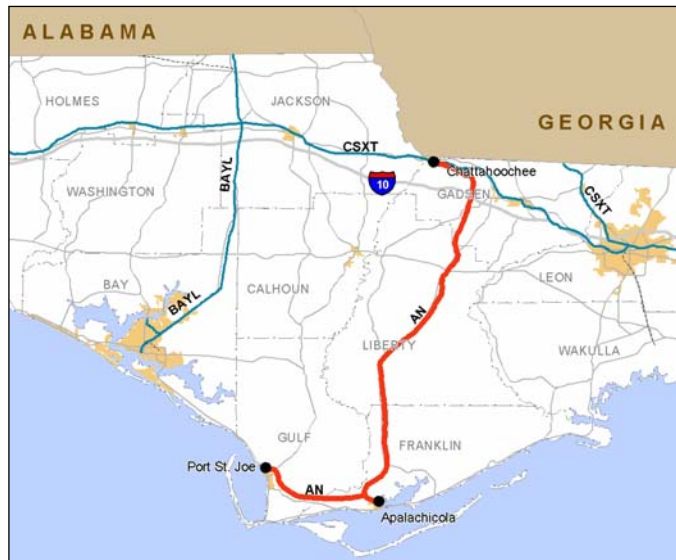 ALABAMA
HOLMES
JACKSON
GEORGIA
CSXT
Chattahoochee
BAYL
10
WASHINGTON
GADSEN
CSXT
BAY
BAYL
CALHOUN
AN
LEON
LIBERTY
WAKULLA
GULF
FRANKLIN
Port St. Joe
AN
Apalachicola